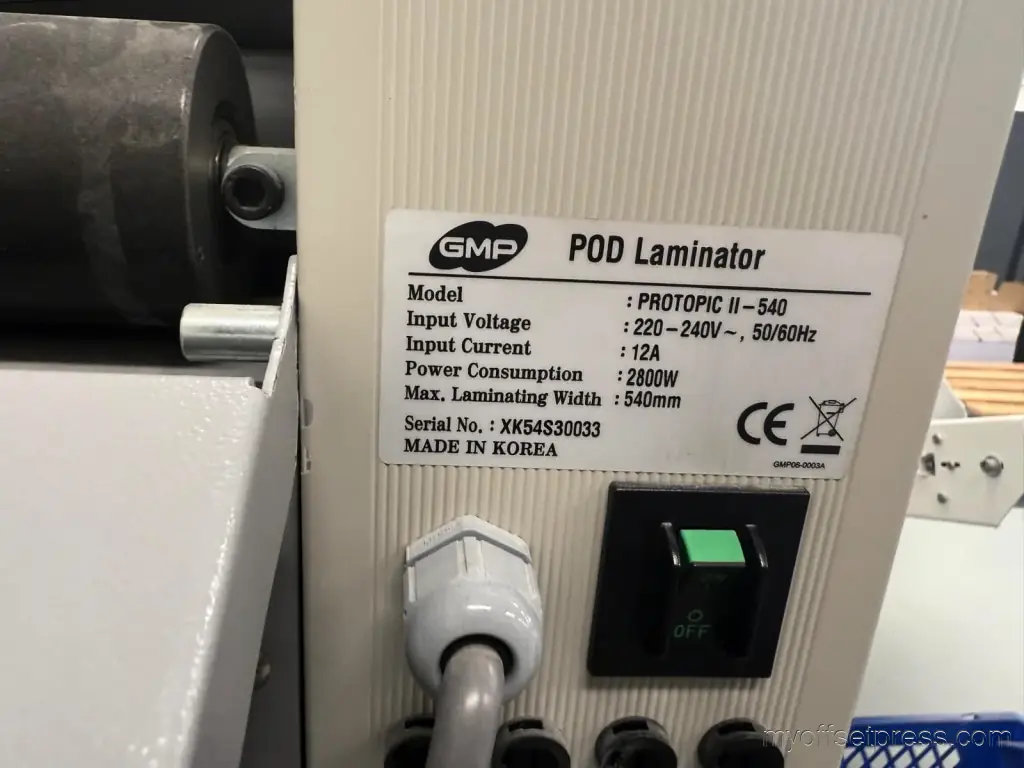 GMP POD Laminator
Model : PROTOPIC II-540
Input Voltage : 220-240V~, 50/60Hz
Input Current : 12A
Power Consumption : 2800W
Max. Laminating Width : 540mm
Serial No. : XK54S30033
MADE IN KOREA
CE
GMP06-0003A
OFF
myoffsetpress.com